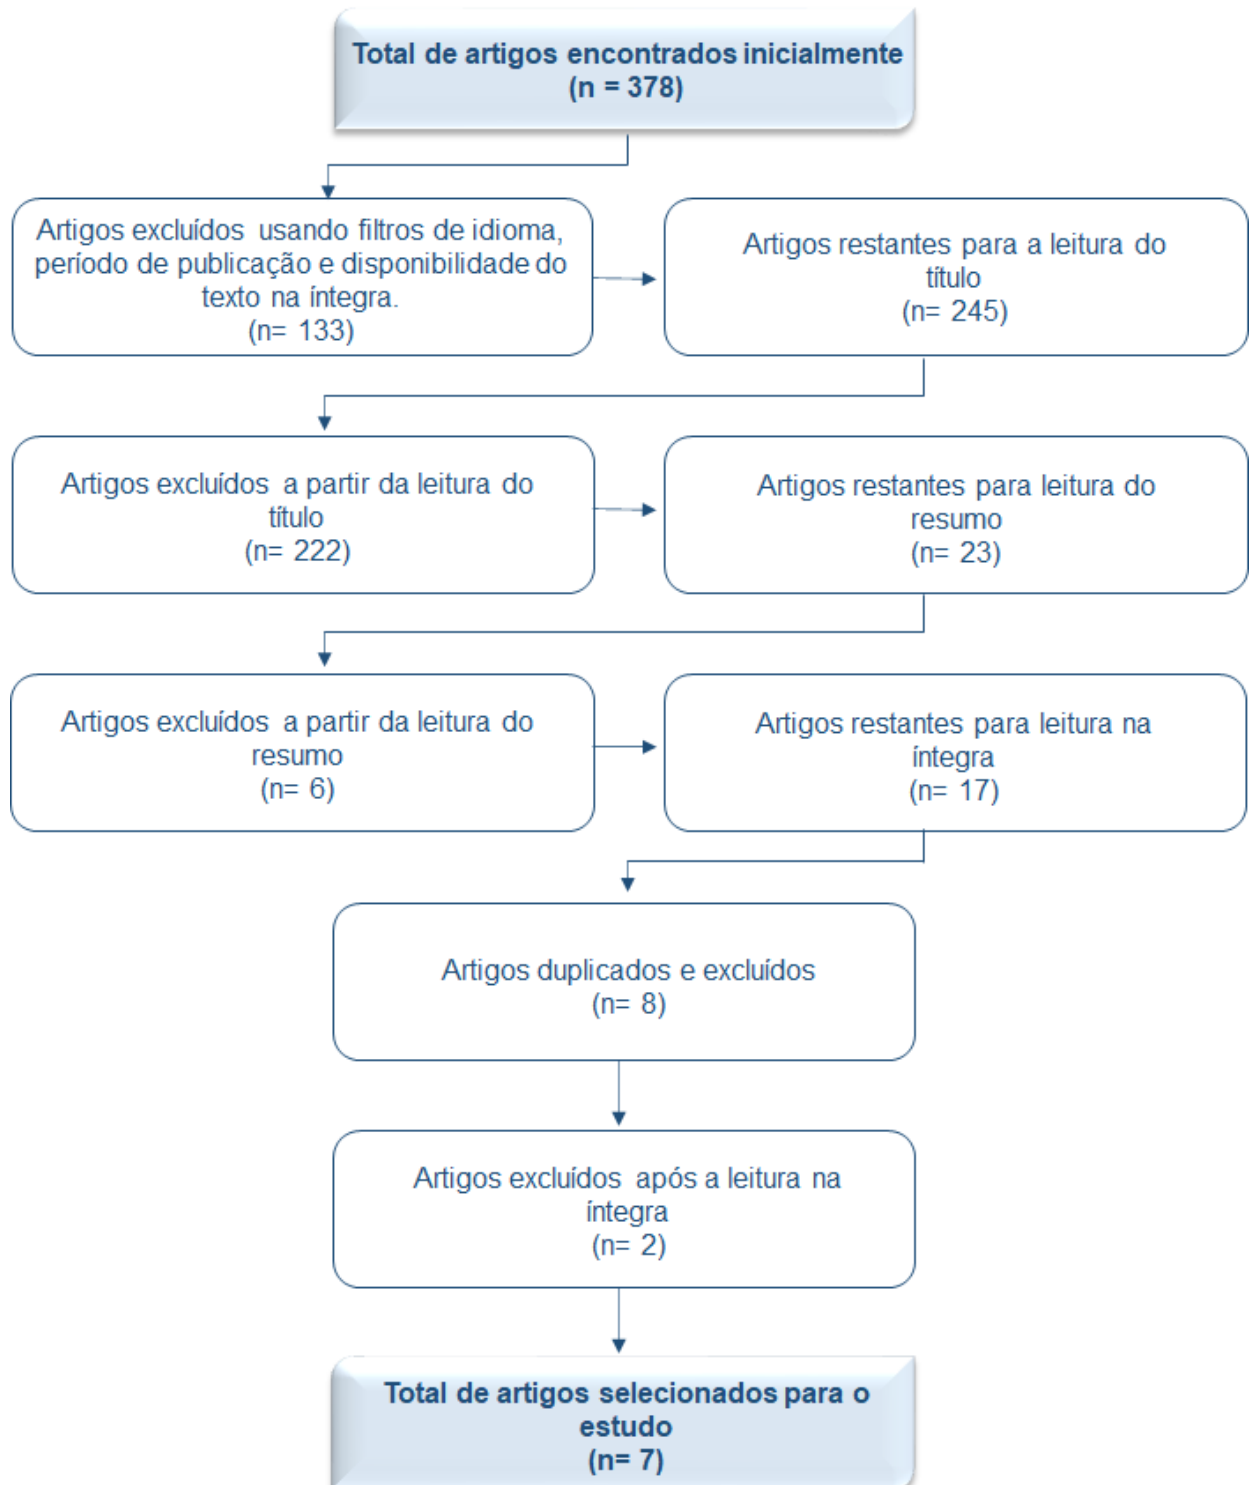 Total de artigos encontrados inicialmente
(n = 378)
Artigos excluídos usando filtros de idioma,
período de publicação e disponibilidade do
texto na íntegra.
(n= 133)
Artigos restantes para a leitura do
título
(n= 245)
Artigos excluídos a partir da leitura do
título
(n= 222)
Artigos restantes para leitura do
resumo
(n= 23)
Artigos excluídos a partir da leitura do
resumo
(n= 6)
Artigos restantes para leitura na
íntegra
(n= 17)
Artigos duplicados e excluídos
(n= 8)
Artigos excluídos após a leitura na
íntegra
(n= 2)
Total de artigos selecionados para o
estudo
(n= 7)